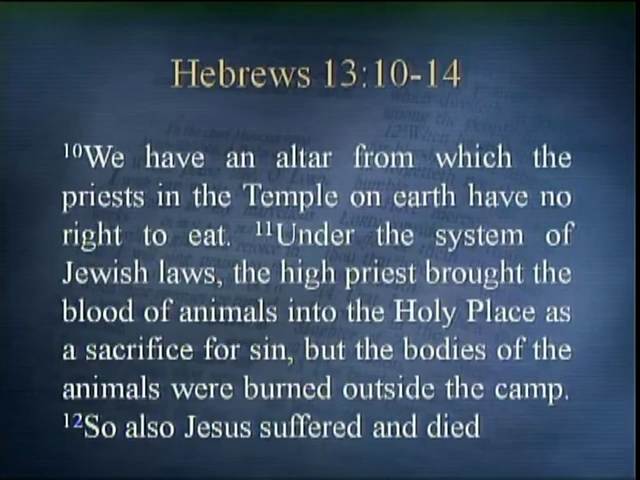 Hebrews 13:10-14
¹⁰We have an altar from which the
priests in the Temple on earth have no
right to eat. ¹¹Under the system of
Jewish laws, the high priest brought the
blood of animals into the Holy Place as
a sacrifice for sin, but the bodies of the
animals were burned outside the camp.
¹²So also Jesus suffered and died